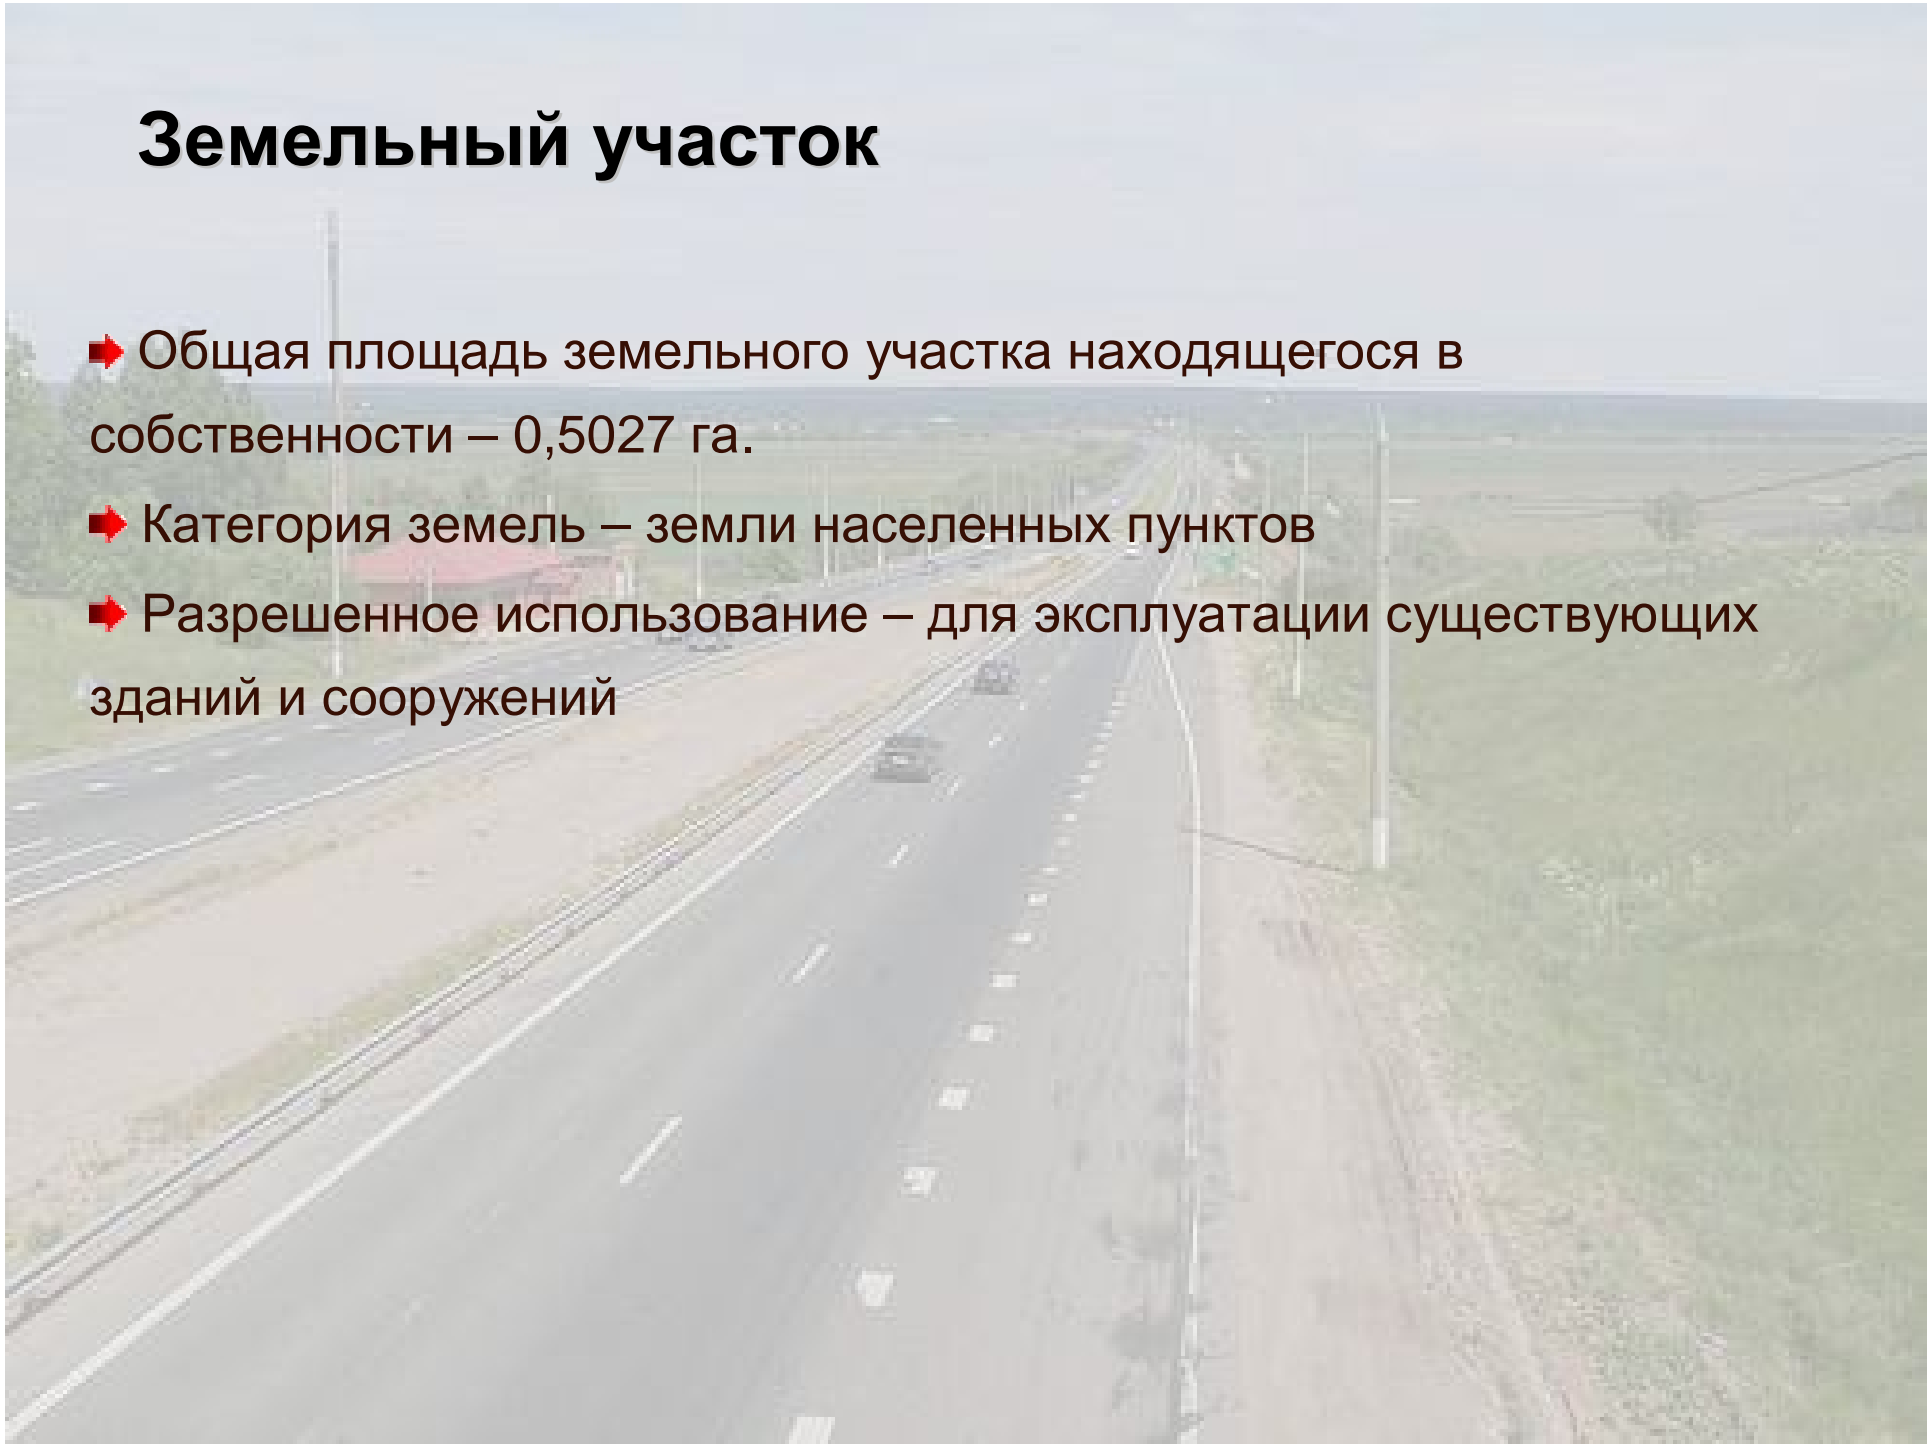 Земельный участок
Общая площадь земельного участка находящегося в
собственности – 0,5027 га.
Категория земель – земли населенных пунктов
Разрешенное использование – для эксплуатации существующих
зданий и сооружений